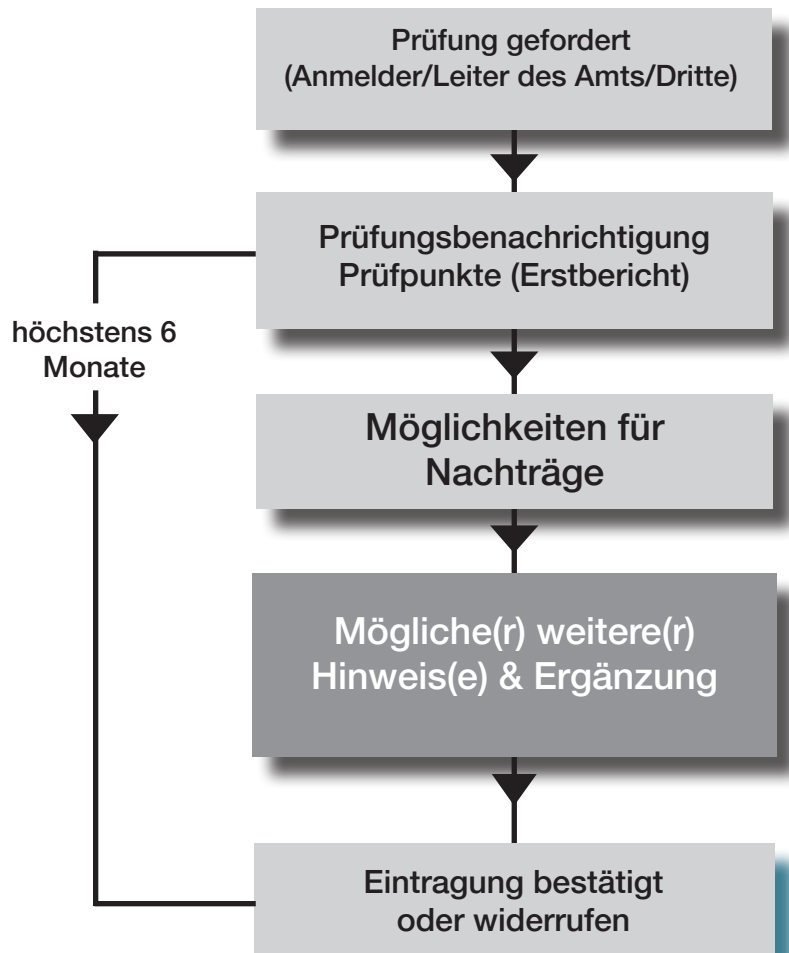 Prüfung gefordert
(Anmelder/Leiter des Amts/Dritte)
Prüfungsbenachrichtigung
Prüfpunkte (Erstbericht)
höchstens 6
Monate
Möglichkeiten für
Nachträge
Mögliche(r) weitere(r)
Hinweis(e) & Ergänzung
Eintragung bestätigt
oder widerrufen